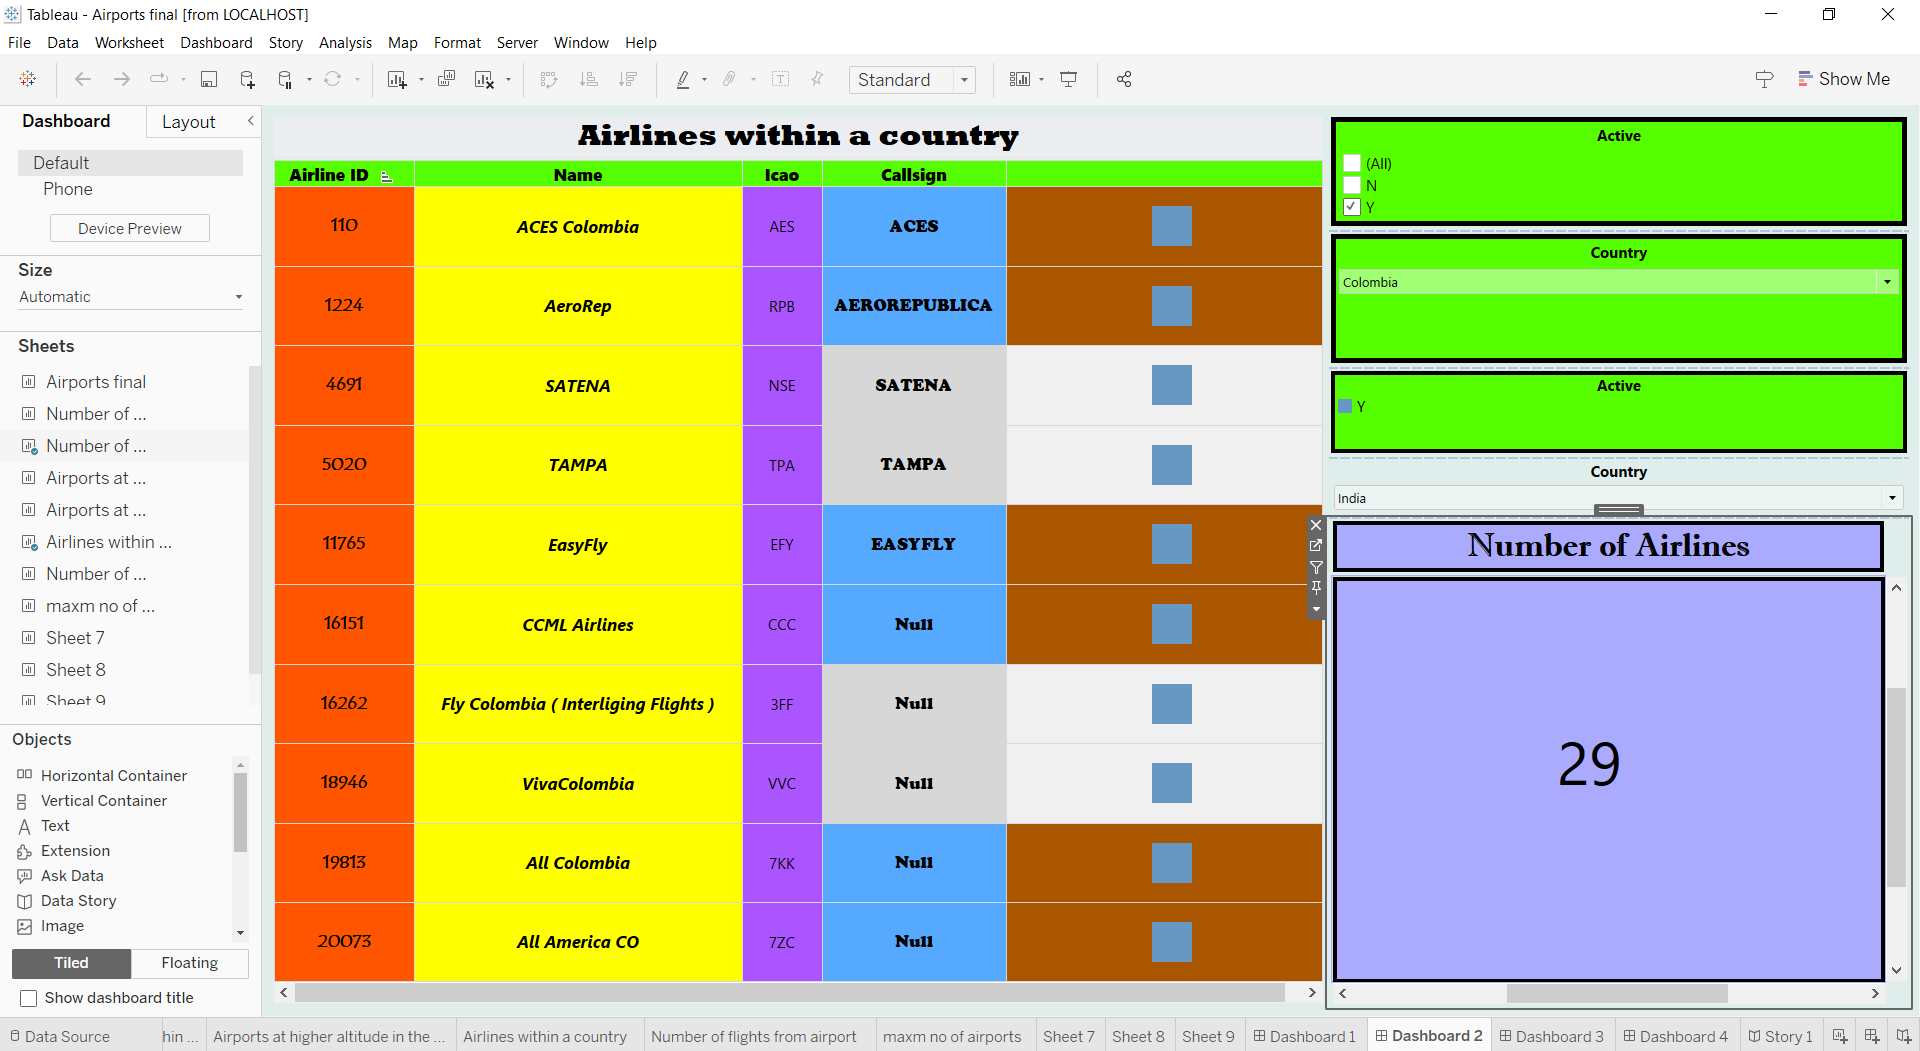 Tableau - Airports final [from LOCALHOST]
File Data Worksheet Dashboard Story Analysis Map Format Server Window Help
Standard
Show Me
Dashboard
Layout
Default
Phone
Device Preview
Size
Automatic
Sheets
Airports final
Number of ...
Number of ...
Airports at ...
Airports at ...
Airlines within ...
Number of ...
maxm no of ...
Sheet 7
Sheet 8
Sheet 9
Objects
Horizontal Container
Vertical Container
Text
Extension
Ask Data
Data Story
Image
Tiled
Floating
Show dashboard title
Airlines within a country
Airline ID Name Icao Callsign
110 ACES Colombia AES ACES
1224 AeroRep RPB AEROREPUBLICA
4691 SATENA NSE SATENA
5020 TAMPA TPA TAMPA
11765 EasyFly EFY EASYFLY
16151 CCML Airlines CCC Null
16262 Fly Colombia ( Interliging Flights ) 3FF Null
18946 VivaColombia VVC Null
19813 All Colombia 7KK Null
20073 All America CO 7ZC Null
Active
(All)
N
Y
Country
Colombia
Active
Y
Country
India
Number of Airlines
29
Data Source
hin ...
Airports at higher altitude in the ...
Airlines within a country
Number of flights from airport
maxm no of airports
Sheet 7
Sheet 8
Sheet 9
Dashboard 1
Dashboard 2
Dashboard 3
Dashboard 4
Story 1